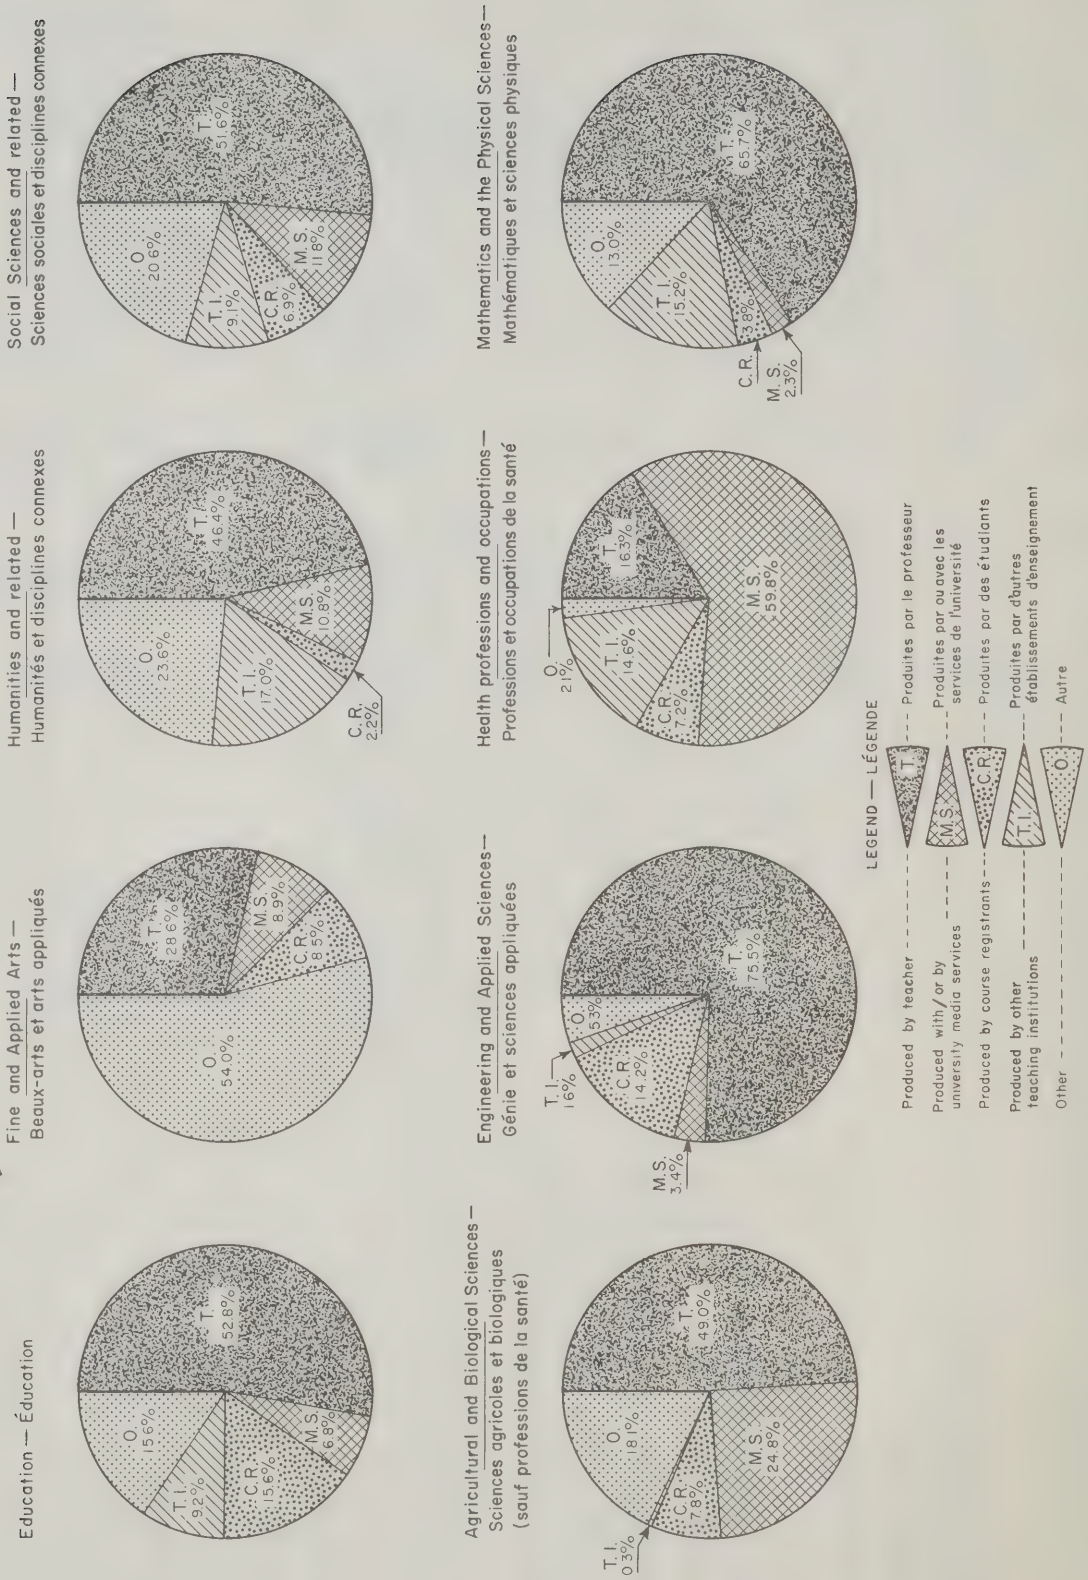 Education — Éducation
O.
15.6%
T. I.
9.2%
C.R.
15.6%
M.S.
6.8%
T.
52.8%
Fine and Applied Arts —
Beaux-arts et arts appliqués
O.
54.0%
T.
28.6%
M.S.
8.9%
C.R.
8.5%
Humanities and related —
Humanités et disciplines connexes
O.
23.6%
T. I.
17.0%
C.R.
2.2%
M.S.
10.8%
T.
46.4%
Social Sciences and related —
Sciences sociales et disciplines connexes
O.
20.6%
T. I.
9.1%
C.R.
6.9%
M.S.
11.8%
T.
51.6%
Agricultural and Biological Sciences—
Sciences agricoles et biologiques
(sauf professions de la santé)
O.
18.1%
T. I.
0.3%
C.R.
7.8%
M.S.
24.8%
T.
49.0%
Engineering and Applied Sciences—
Génie et sciences appliquées
T. I.
1.6%
O.
5.3%
C.R.
14.2%
M.S.
3.4%
T.
75.5%
Health professions and occupations—
Professions et occupations de la santé
O.
2.1%
T. I.
14.6%
C.R.
7.2%
T.
16.3%
M.S.
59.8%
Mathematics and the Physical Sciences—
Mathématiques et sciences physiques
O.
13.0%
T. I.
15.2%
C.R.
3.8%
M. S.
2.3%
T.
65.7%
LEGEND — LÉGENDE
Produced by teacher ---------- T. ---- Produites par le professeur
Produced with/or by
university media services ------ M.S. ---- Produites par ou avec les
services de l'université
Produced by course registrants --- C.R. ---- Produites par des étudiants
Produced by other
teaching institutions -------- T.I. ---- Produites par d'autres
établissements d'enseignement
Other -------------- O. ---- Autre